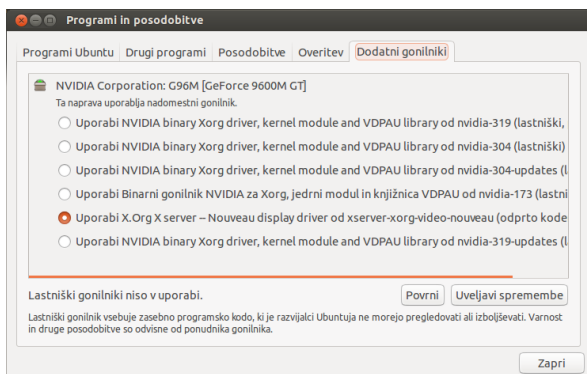 Programi in posodobitve
Programi Ubuntu Drugi programi Posodobitve Overitev Dodatni gonilniki
NVIDIA Corporation: G96M [GeForce 9600M GT]
Ta naprava uporablja nadomestni gonilnik.
Uporabi NVIDIA binary Xorg driver, kernel module and VDPAU library od nvidia-319 (lastniški,
Uporabi NVIDIA binary Xorg driver, kernel module and VDPAU library od nvidia-304 (lastniški)
Uporabi NVIDIA binary Xorg driver, kernel module and VDPAU library od nvidia-304-updates (l
Uporabi Binarni gonilnik NVIDIA za Xorg, jedrni modul in knjižnica VDPAU od nvidia-173 (lastni
Uporabi X.Org X server – Nouveau display driver od xserver-xorg-video-nouveau (odprto kode
Uporabi NVIDIA binary Xorg driver, kernel module and VDPAU library od nvidia-319-updates (l
Lastniški gonilniki niso v uporabi. Povrni Uveljavi spremembe
Lastniški gonilnik vsebuje zasebno programsko kodo, ki je razvijalci Ubuntuja ne morejo pregledovati ali izboljševati. Varnost
in druge posodobitve so odvisne od ponudnika gonilnika.
Zapri